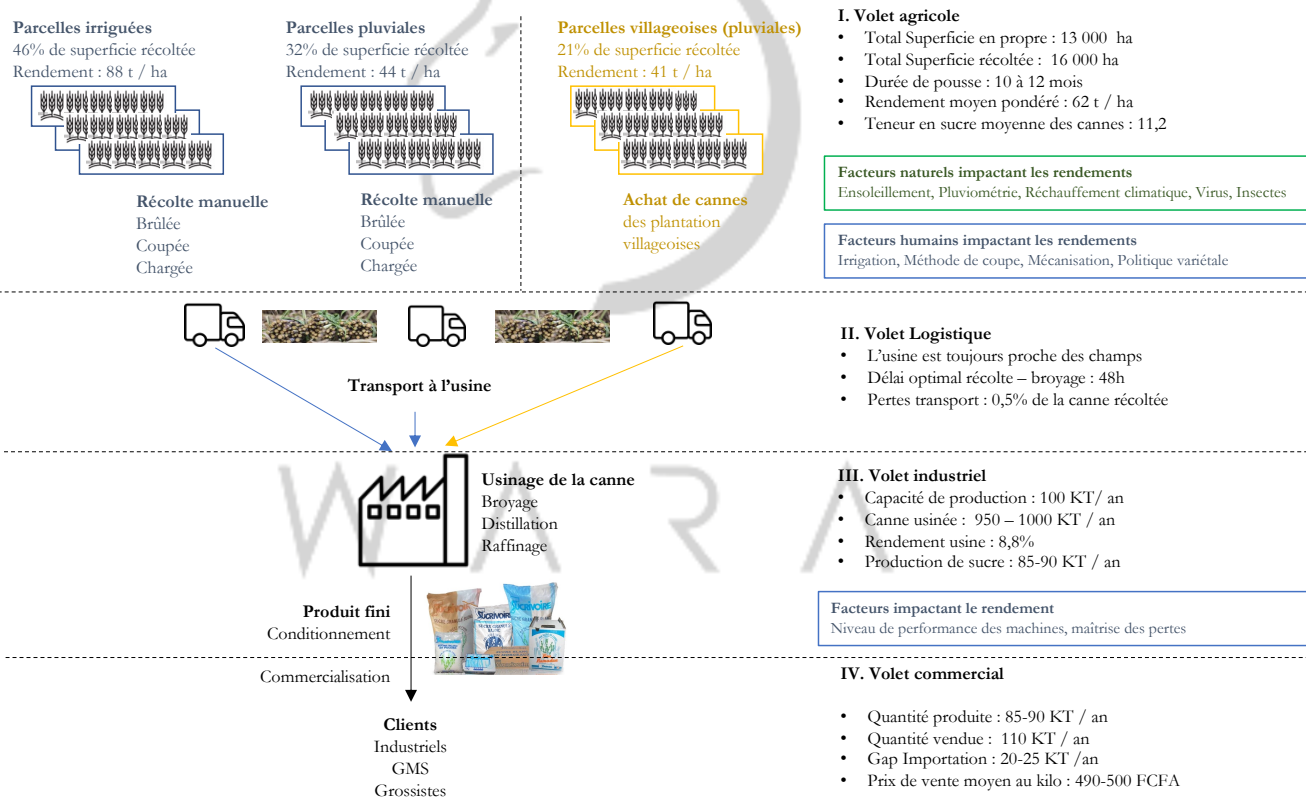 Parcelles irriguées
46% de superficie récoltée
Rendement : 88 t / ha
Parcelles pluviales
32% de superficie récoltée
Rendement : 44 t / ha
Parcelles villageoises (pluviales)
21% de superficie récoltée
Rendement : 41 t / ha
Récolte manuelle
Brûlée
Coupée
Chargée
Récolte manuelle
Brûlée
Coupée
Chargée
Achat de cannes
des plantation
villageoises
I. Volet agricole
• Total Superficie en propre : 13 000 ha
• Total Superficie récoltée : 16 000 ha
• Durée de pousse : 10 à 12 mois
• Rendement moyen pondéré : 62 t / ha
• Teneur en sucre moyenne des cannes : 11,2
Facteurs naturels impactant les rendements
Ensoleillement, Pluviométrie, Réchauffement climatique, Virus, Insectes
Facteurs humains impactant les rendements
Irrigation, Méthode de coupe, Mécanisation, Politique variétale
Transport à l'usine
II. Volet Logistique
• L'usine est toujours proche des champs
• Délai optimal récolte – broyage : 48h
• Pertes transport : 0,5% de la canne récoltée
WARA
Usinage de la canne
Broyage
Distillation
Raffinage
III. Volet industriel
• Capacité de production : 100 KT/ an
• Canne usinée : 950 – 1000 KT / an
• Rendement usine : 8,8%
• Production de sucre : 85-90 KT / an
Facteurs impactant le rendement
Niveau de performance des machines, maîtrise des pertes
Produit fini
Conditionnement
SUCRIVOIRE
Commercialisation
Clients
Industriels
GMS
Grossistes
IV. Volet commercial
• Quantité produite : 85-90 KT / an
• Quantité vendue : 110 KT / an
• Gap Importation : 20-25 KT /an
• Prix de vente moyen au kilo : 490-500 FCFA